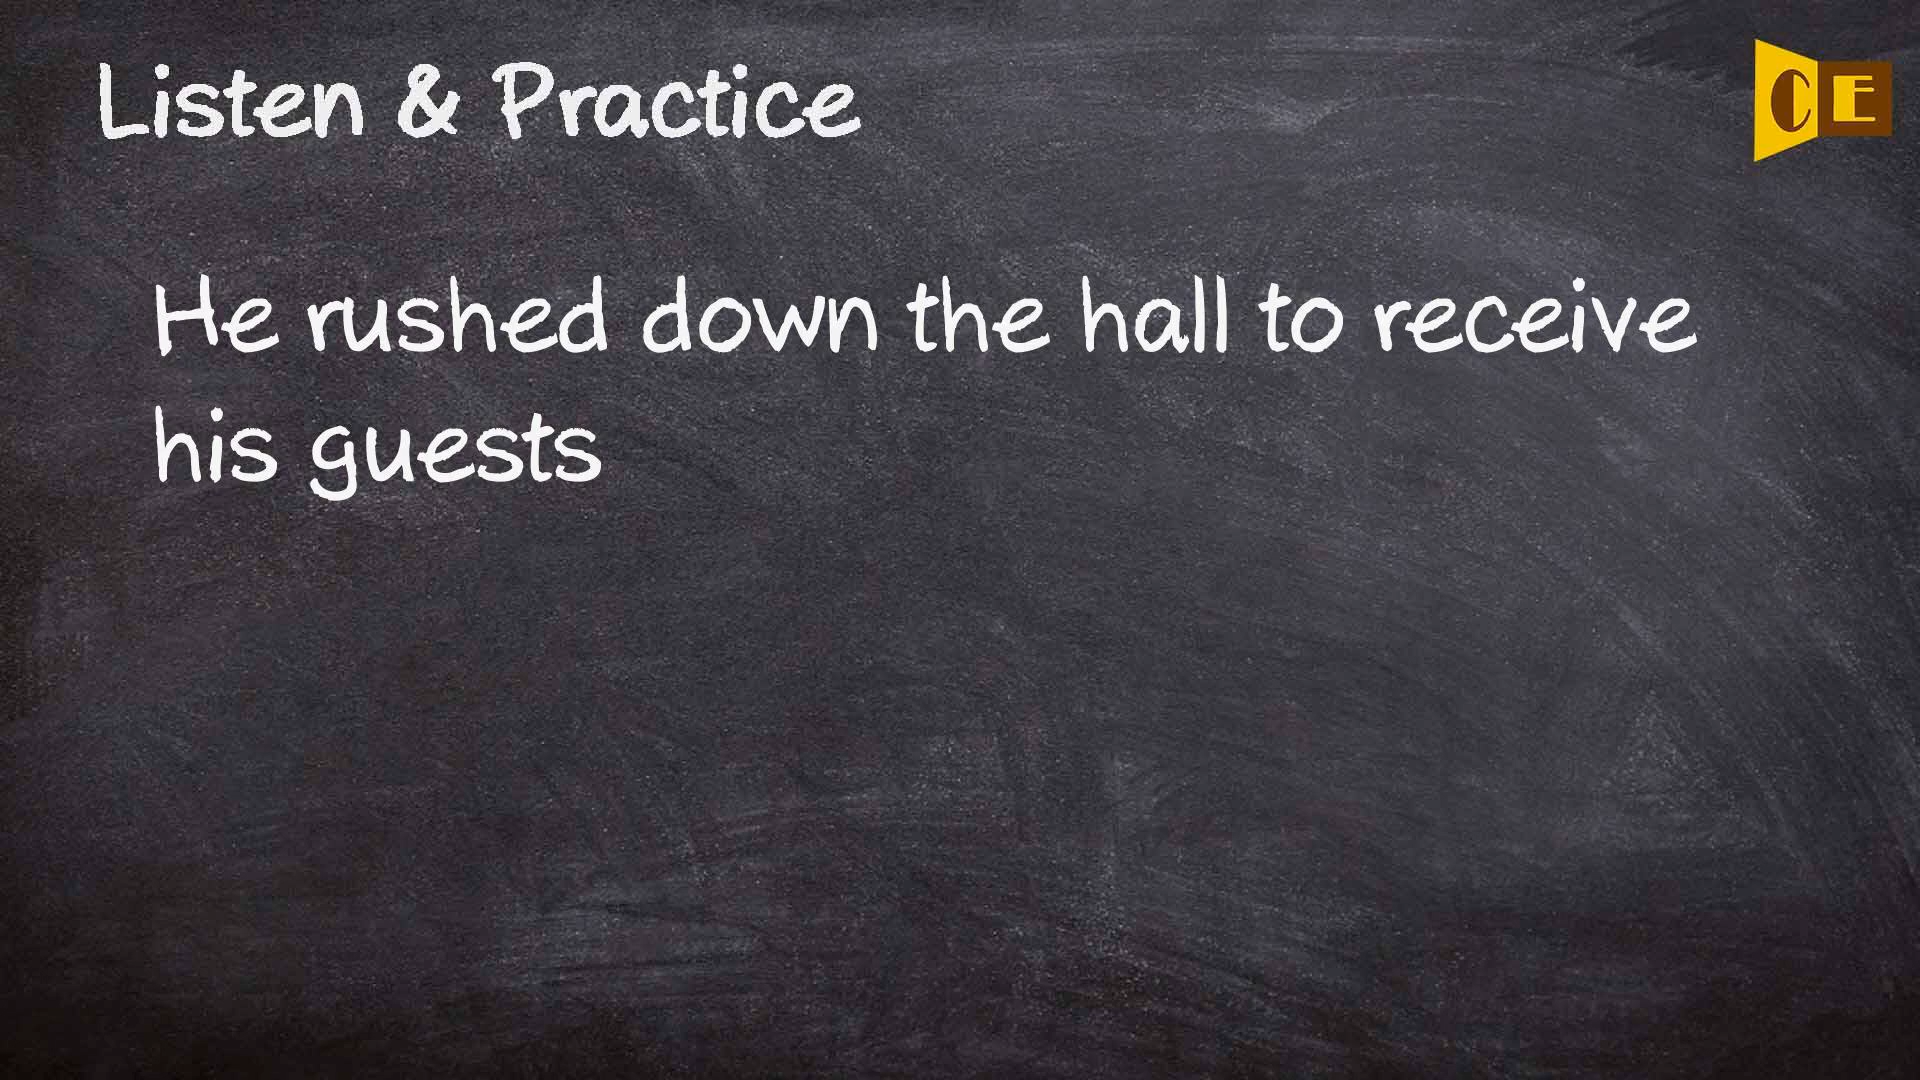 Listen & Practice
CE
He rushed down the hall to receive
his guests